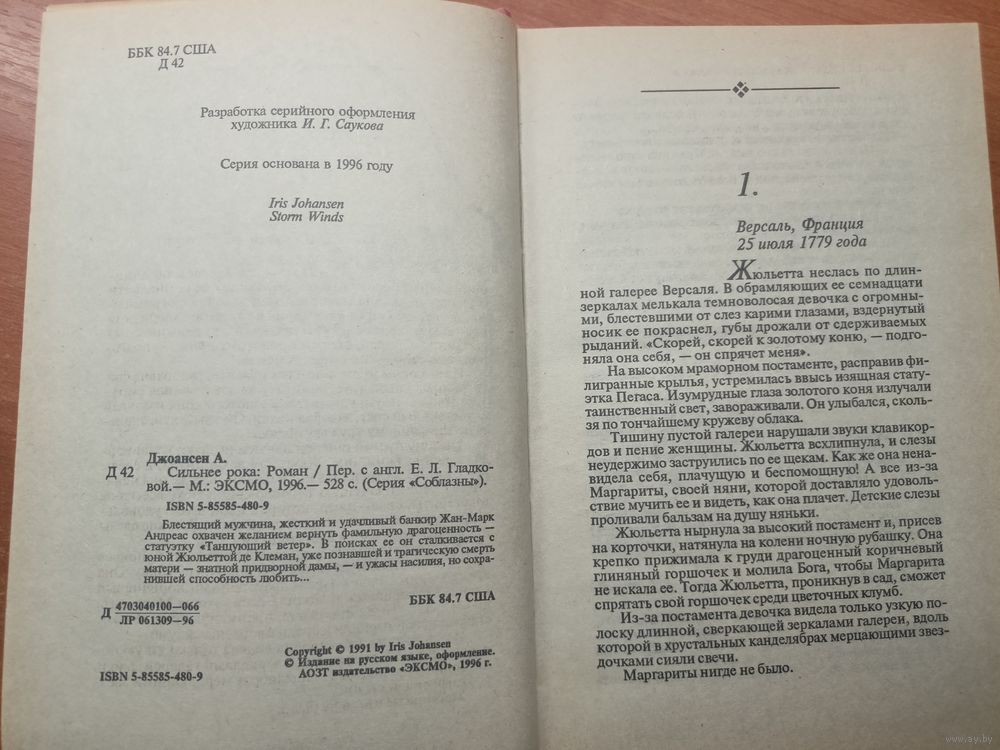 ББК 84.7 США
Д 42
Разработка серийного оформления
художника И. Г. Саукова
Серия основана в 1996 году
Iris Johansen
Storm Winds
Джоансен А.
Д 42 Сильнее рока: Роман / Пер. с англ. Е. Л. Гладко-
вой.— М.: ЭКСМО, 1996.— 528 с. (Серия «Соблазны»).
ISBN 5-85585-480-9
Блестящий мужчина, жесткий и удачливый банкир Жан-Марк
Андреас охвачен желанием вернуть фамильную драгоценность —
статуэтку «Танцующий ветер». В поисках ее он сталкивается с
юной Жюльеттой де Клеман, уже познавшей и трагическую смерть
матери — знатной придворной дамы, — и ужасы насилия, но сохра-
нившей способность любить...
Д 4703040100—066
ЛР 061309—96
ББК 84.7 США
Copyright © 1991 by Iris Johansen
© Издание на русском языке, оформление.
АОЗТ издательство «ЭКСМО», 1996 г.
ISBN 5-85585-480-9
1.
Версаль, Франция
25 июля 1779 года
Жюльетта неслась по длин-
ной галерее Версаля. В обрамляющих ее семнадцати
зеркалах мелькала темноволосая девочка с огромны-
ми, блестевшими от слез карими глазами, вздернутый
носик ее покраснел, губы дрожали от сдерживаемых
рыданий. «Скорей, скорей к золотому коню, — подго-
няла она себя, — он спрячет меня».
На высоком мраморном постаменте, расправив фи-
лигранные крылья, устремилась ввысь изящная стату-
этка Пегаса. Изумрудные глаза золотого коня излучали
таинственный свет, завораживали. Он улыбался, сколь-
зя по тончайшему кружеву облака.
Тишину пустой галереи нарушали звуки клавикор-
дов и пение женщины. Жюльетта всхлипнула, и слезы
неудержимо заструились по ее щекам. Как же она нена-
видела себя, плачущую и беспомощную! А все из-за
Маргариты, своей няни, которой доставляло удоволь-
ствие мучить ее и видеть, как она плачет. Детские слезы
проливали бальзам на душу няньки.
Жюльетта нырнула за высокий постамент и, присев
на корточки, натянула на колени ночную рубашку. Она
крепко прижимала к груди драгоценный коричневый
глиняный горшочек и молила Бога, чтобы Маргарита
не искала ее. Тогда Жюльетта, проникнув в сад, сможет
спрятать свой горшочек среди цветочных клумб.
Из-за постамента девочка видела только узкую по-
лоску длинной, сверкающей зеркалами галереи, вдоль
которой в хрустальных канделябрах мерцающими звез-
дочками сияли свечи.
Маргариты нигде не было.
www.ay.by